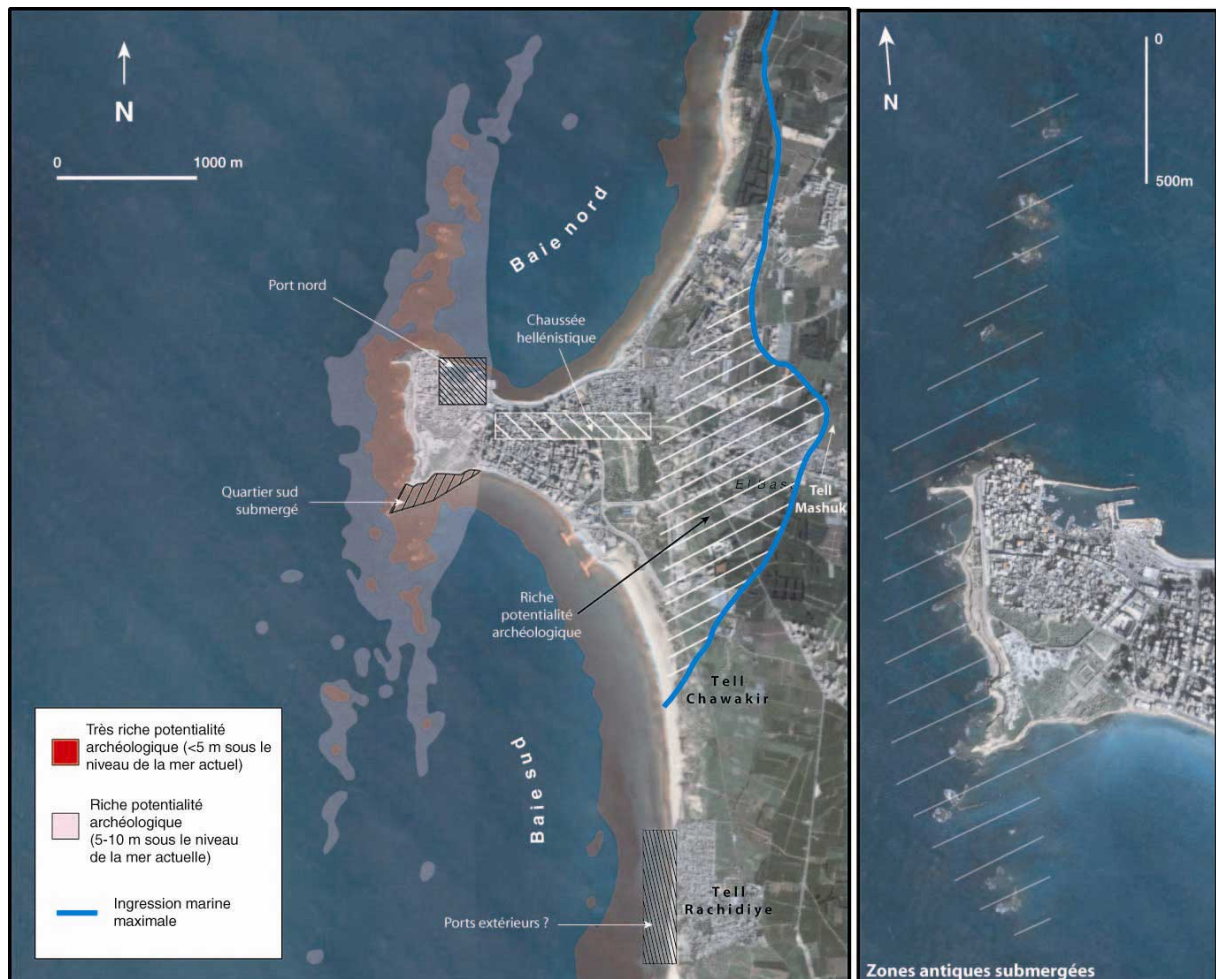 N
0
1000 m
Baie nord
Port nord
Chaussée
hellénistique
El Bass
Tell
Mashuk
Quartier sud
submergé
Riche
potentialité
archéologique
Tell
Chawakir
Baie sud
Tell
Rachidiye
Ports extérieurs ?
Très riche potentialité
archéologique (<5 m sous le
niveau de la mer actuel)
Riche potentialité
archéologique
(5-10 m sous le niveau
de la mer actuelle)
Ingression marine
maximale
N
0
500m
Zones antiques submergées